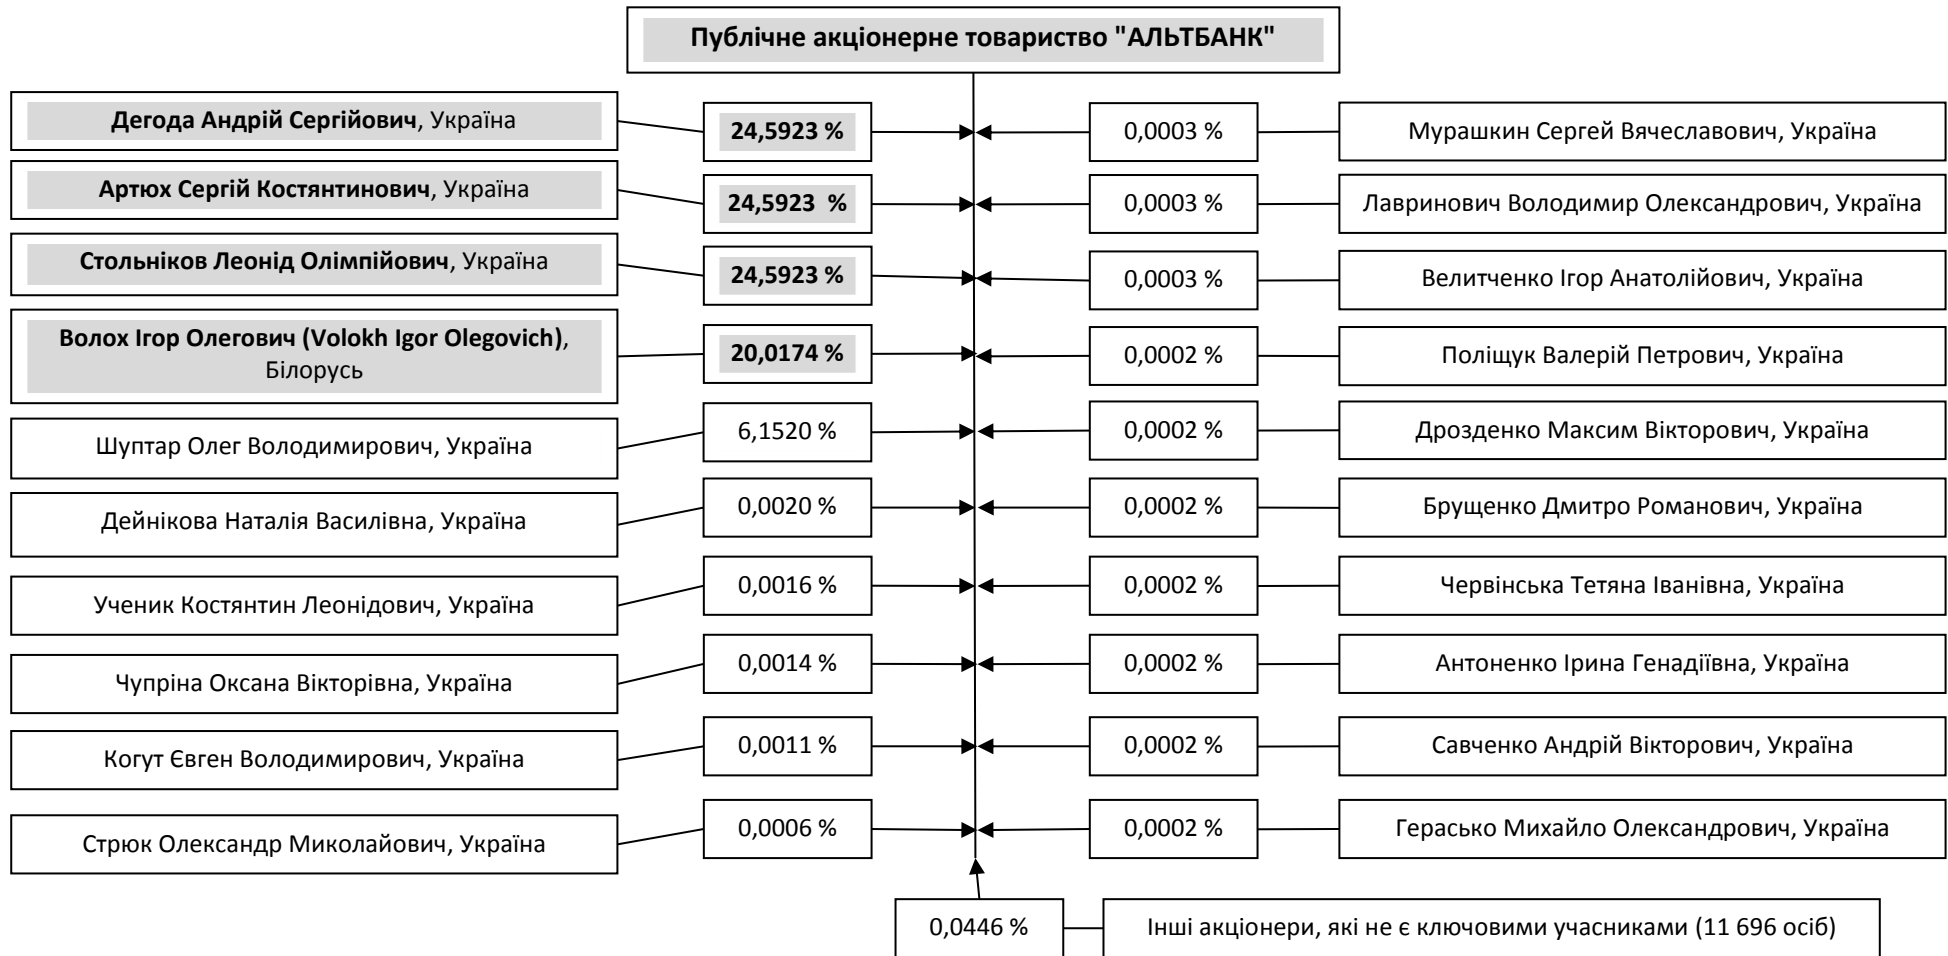 Публічне акціонерне товариство "АЛЬТБАНК"
Дегода Андрій Сергійович, Україна
24,5923 %
0,0003 %
Мурашкин Сергей Вячеславович, Україна
Артюх Сергій Костянтинович, Україна
24,5923 %
0,0003 %
Лавринович Володимир Олександрович, Україна
Стольніков Леонід Олімпійович, Україна
24,5923 %
0,0003 %
Велитченко Ігор Анатолійович, Україна
Волох Ігор Олегович (Volokh Igor Olegovich),
Білорусь
20,0174 %
0,0002 %
Поліщук Валерій Петрович, Україна
Шуптар Олег Володимирович, Україна
6,1520 %
0,0002 %
Дрозденко Максим Вікторович, Україна
Дейнікова Наталія Василівна, Україна
0,0020 %
0,0002 %
Брущенко Дмитро Романович, Україна
Ученик Костянтин Леонідович, Україна
0,0016 %
0,0002 %
Червінська Тетяна Іванівна, Україна
Чупріна Оксана Вікторівна, Україна
0,0014 %
0,0002 %
Антоненко Ірина Генадіївна, Україна
Когут Євген Володимирович, Україна
0,0011 %
0,0002 %
Савченко Андрій Вікторович, Україна
Стрюк Олександр Миколайович, Україна
0,0006 %
0,0002 %
Герасько Михайло Олександрович, Україна
0,0446 %
Інші акціонери, які не є ключовими учасниками (11 696 осіб)